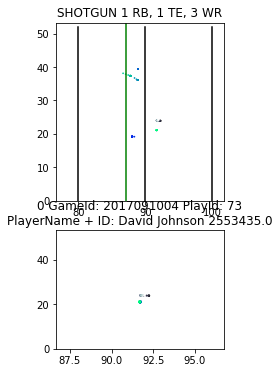 SHOTGUN 1 RB, 1 TE, 3 WR
50
40
30
20
10
0
80 90 100
0 GameId: 2017091004 PlayId: 73
PlayerName + ID: David Johnson 2553435.0
40
20
0
87.5 90.0 92.5 95.0